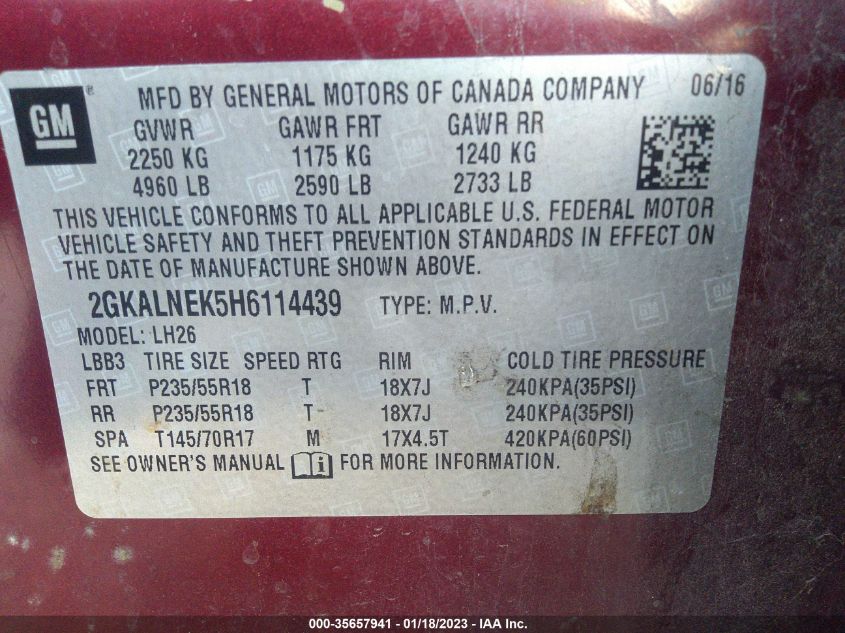 GM ® MFD BY GENERAL MOTORS OF CANADA COMPANY 06/16
GVWR GAWR FRT GAWR RR
2250 KG 1175 KG 1240 KG
4960 LB 2590 LB 2733 LB
THIS VEHICLE CONFORMS TO ALL APPLICABLE U.S. FEDERAL MOTOR
VEHICLE SAFETY AND THEFT PREVENTION STANDARDS IN EFFECT ON
THE DATE OF MANUFACTURE SHOWN ABOVE.
2GKALNEK5H6114439 TYPE: M.P.V.
MODEL: LH26
LBB3 TIRE SIZE SPEED RTG RIM COLD TIRE PRESSURE
FRT P235/55R18 T 18X7J 240KPA(35PSI)
RR P235/55R18 T 18X7J 240KPA(35PSI)
SPA T145/70R17 M 17X4.5T 420KPA(60PSI)
SEE OWNER'S MANUAL i FOR MORE INFORMATION.
000-35657941 - 01/18/2023 - IAA Inc.